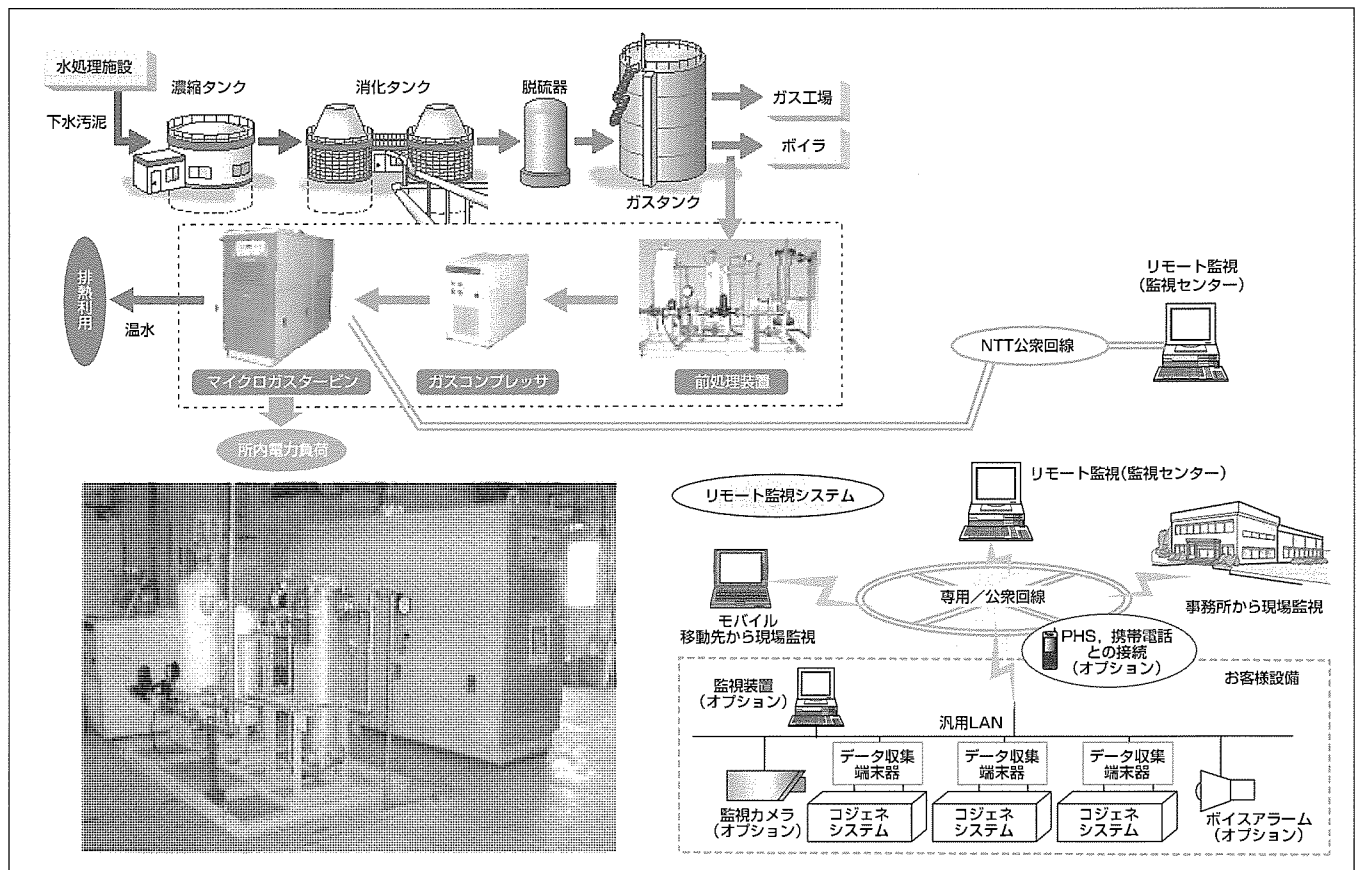 水処理施設
濃縮タンク
消化タンク
脱硫器
ガス工場
下水汚泥
ボイラ
ガスタンク
排熱利用
温水
マイクロガスタービン
ガスコンプレッサ
前処理装置
所内電力負荷
リモート監視
(監視センター)
NTT公衆回線
リモート監視システム
リモート監視(監視センター)
モバイル
移動先から現場監視
専用/公衆回線
事務所から現場監視
PHS,携帯電話
との接続
(オプション)
お客様設備
監視装置
(オプション)
汎用LAN
データ収集
端末器
データ収集
端末器
データ収集
端末器
監視カメラ
(オプション)
コジェネ
システム
コジェネ
システム
コジェネ
システム
ボイスアラーム
(オプション)